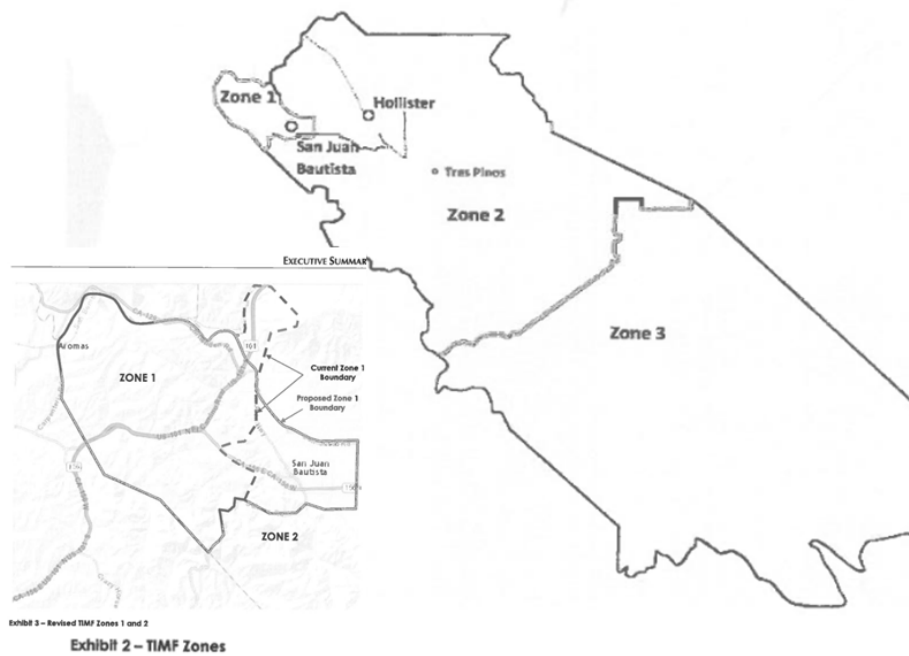 Zone 1
Hollister
San Juan
Bautista
Tres Pinos
Zone 2
EXECUTIVE SUMMAR
Zone 3
Aromas
ZONE 1
101
Current Zone 1
Boundary
Proposed Zone 1
Boundary
San Juan
Bautista
156
ZONE 2
Exhibit 3 – Revised TIMF Zones 1 and 2
Exhibit 2 – TIMF Zones